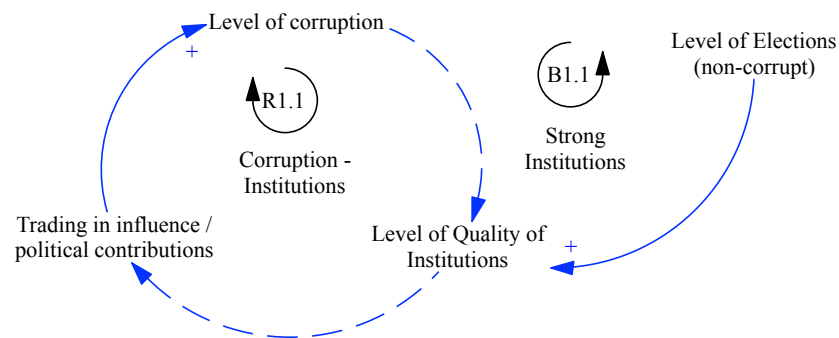 Level of corruption
+
R1.1
Corruption -
Institutions
B1.1
Strong
Institutions
Level of Elections
(non-corrupt)
Trading in influence /
political contributions
Level of Quality of
Institutions
+